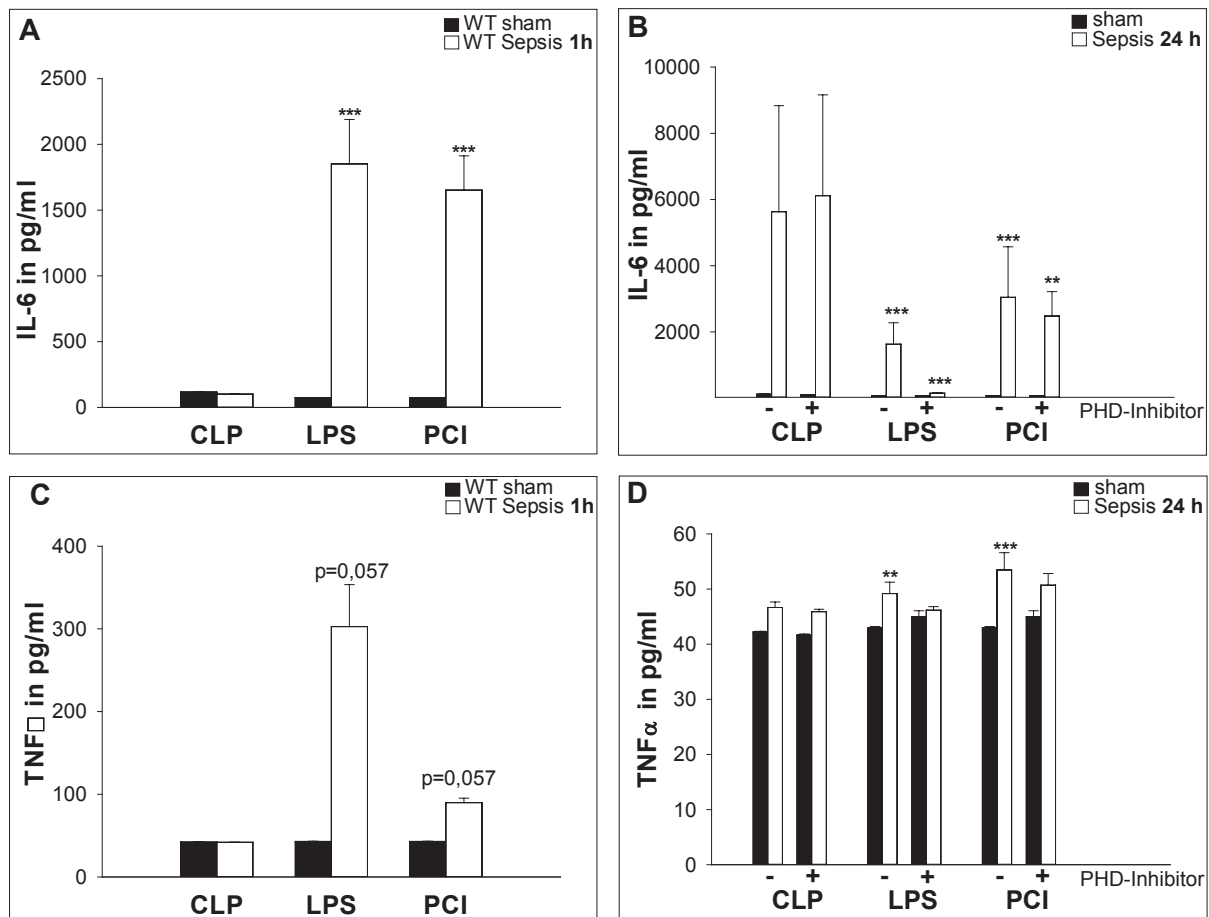 A
WT sham
WT Sepsis 1h
IL-6 in pg/ml
2500
2000
1500
1000
500
0
***
***
CLP LPS PCI
B
sham
Sepsis 24 h
IL-6 in pg/ml
10000
8000
6000
4000
2000
***
***
***
**
- + - + - + PHD-Inhibitor
CLP LPS PCI
C
WT sham
WT Sepsis 1h
TNF□ in pg/ml
400
300
200
100
0
p=0,057
p=0,057
CLP LPS PCI
D
sham
Sepsis 24 h
TNFα in pg/ml
60
50
40
30
20
10
0
**
***
- + - + - + PHD-Inhibitor
CLP LPS PCI